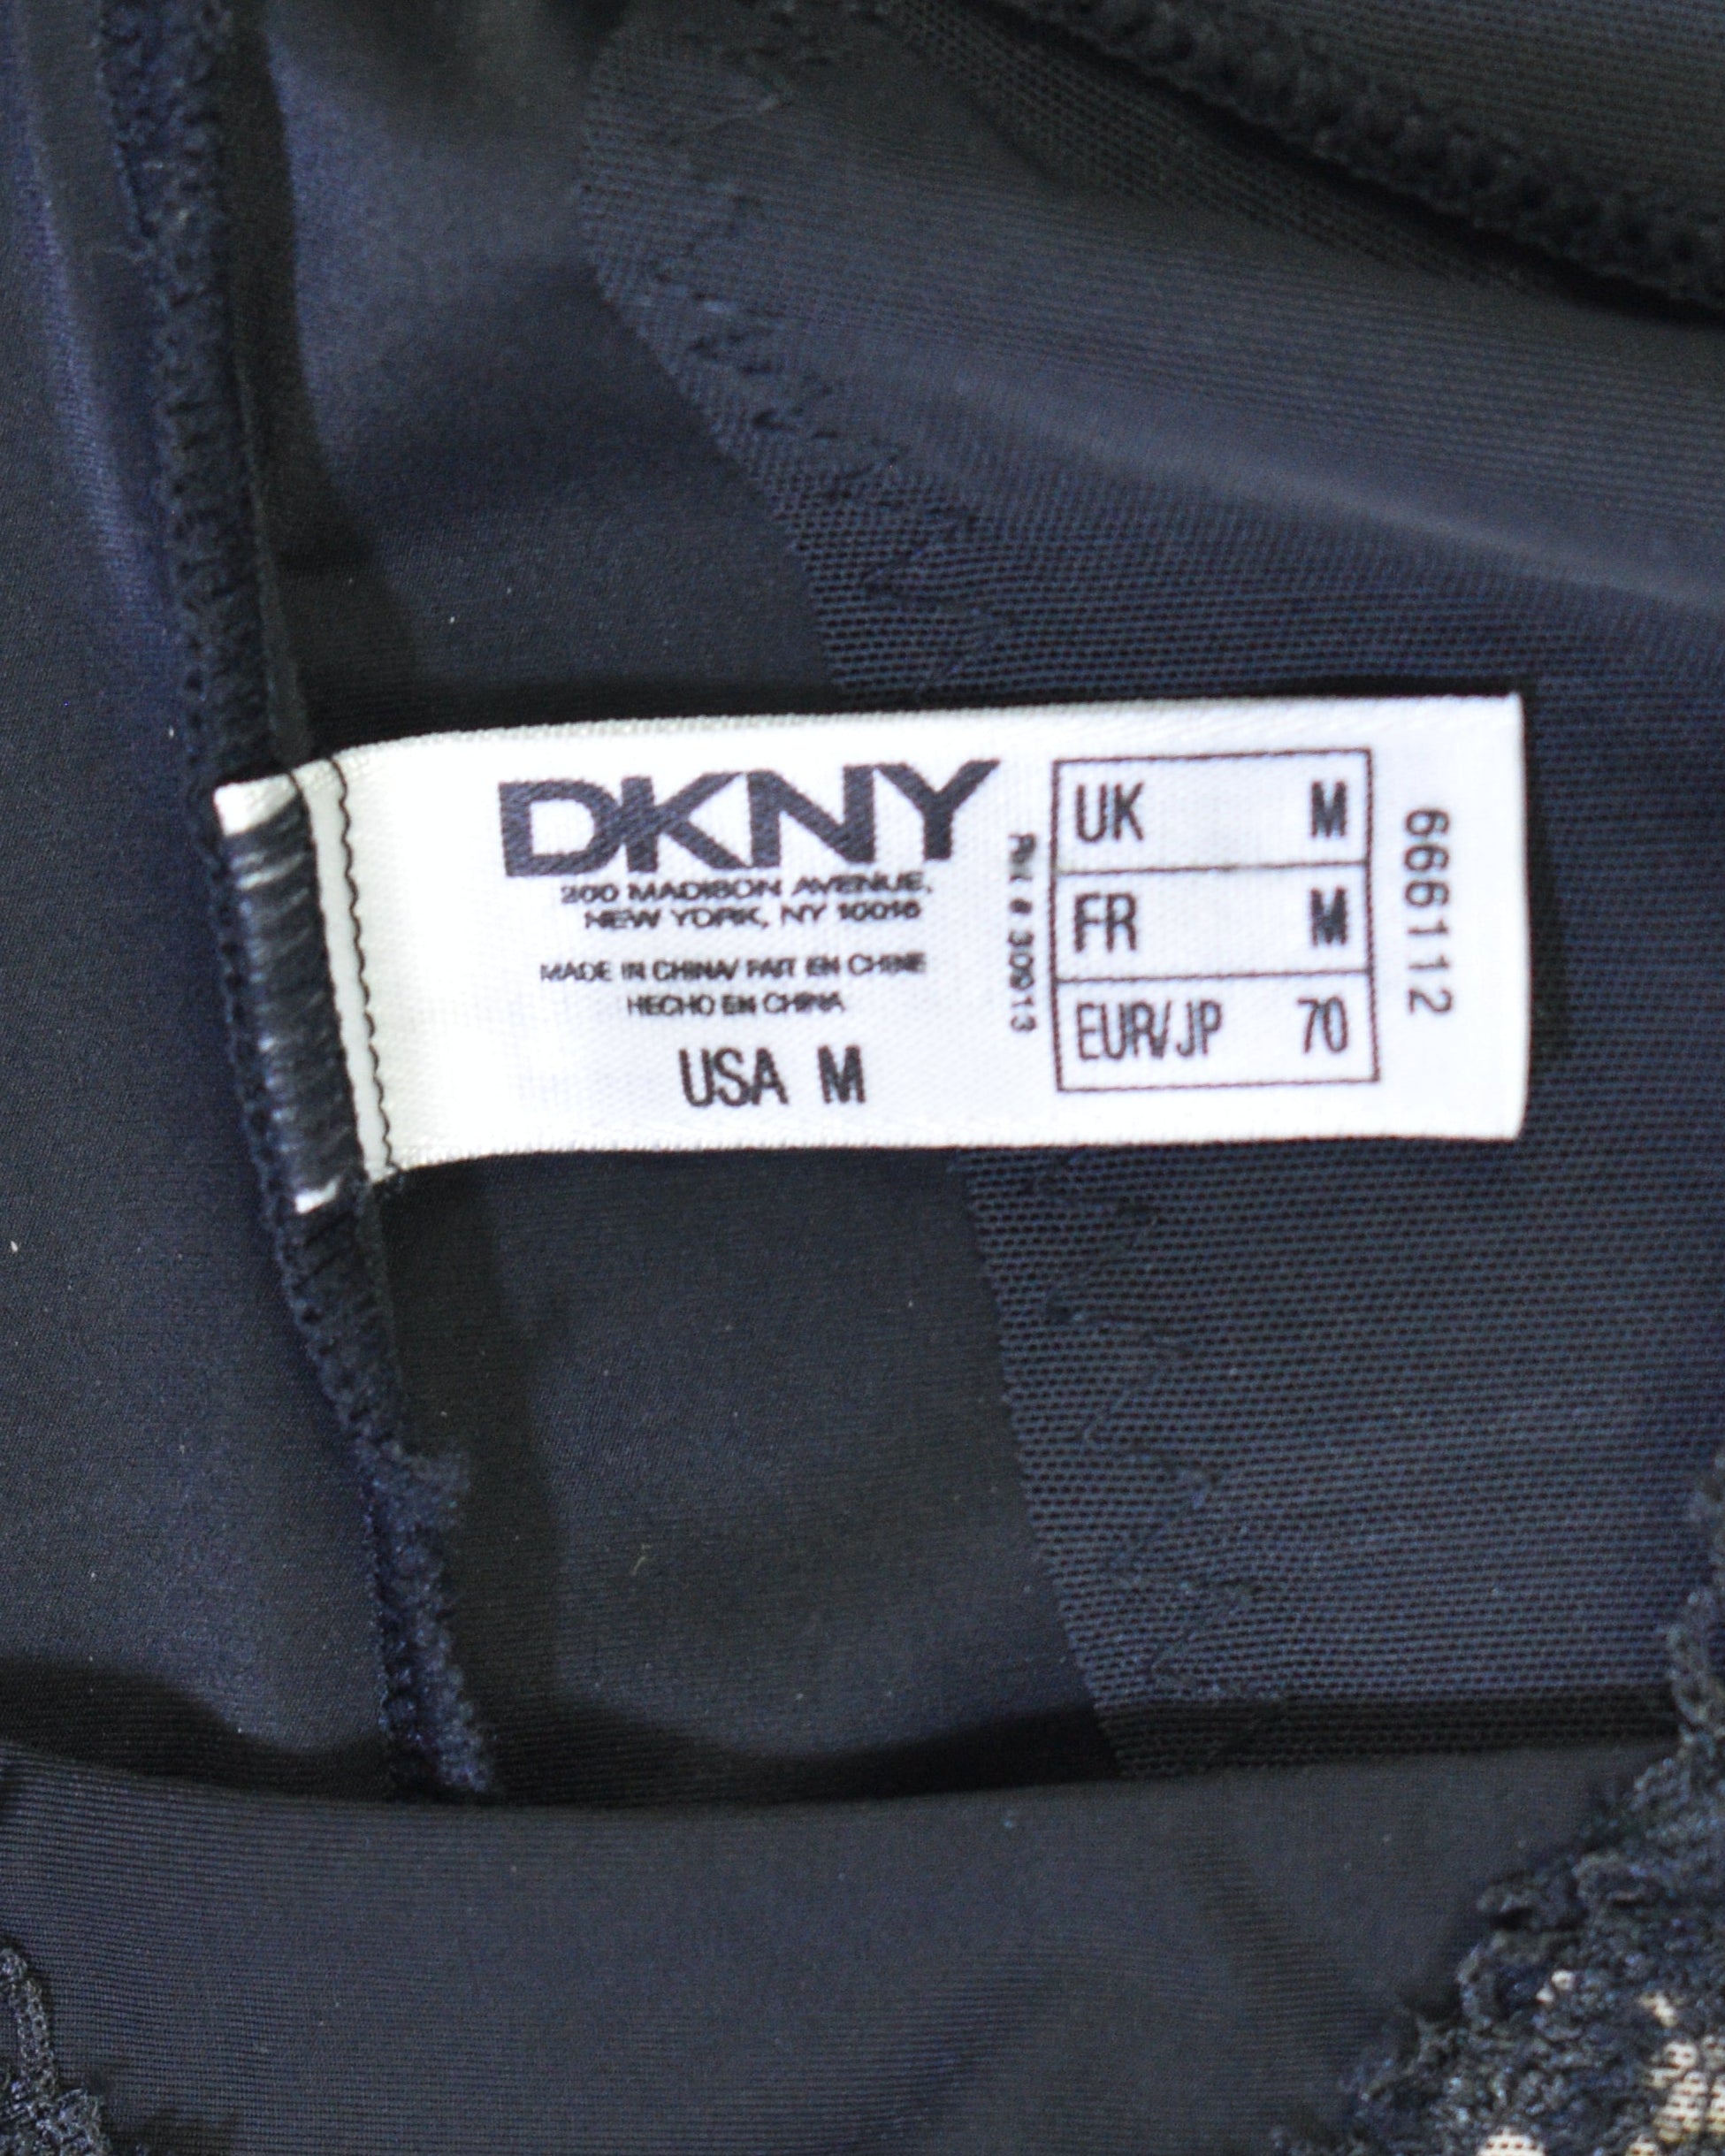 DKNY
200 MADISON AVENUE,
NEW YORK, NY 10016
MADE IN CHINA/ FAIT EN CHINE
HECHO EN CHINA
USA M
RN # 30913
UK M
FR M
EUR/JP 70
666112